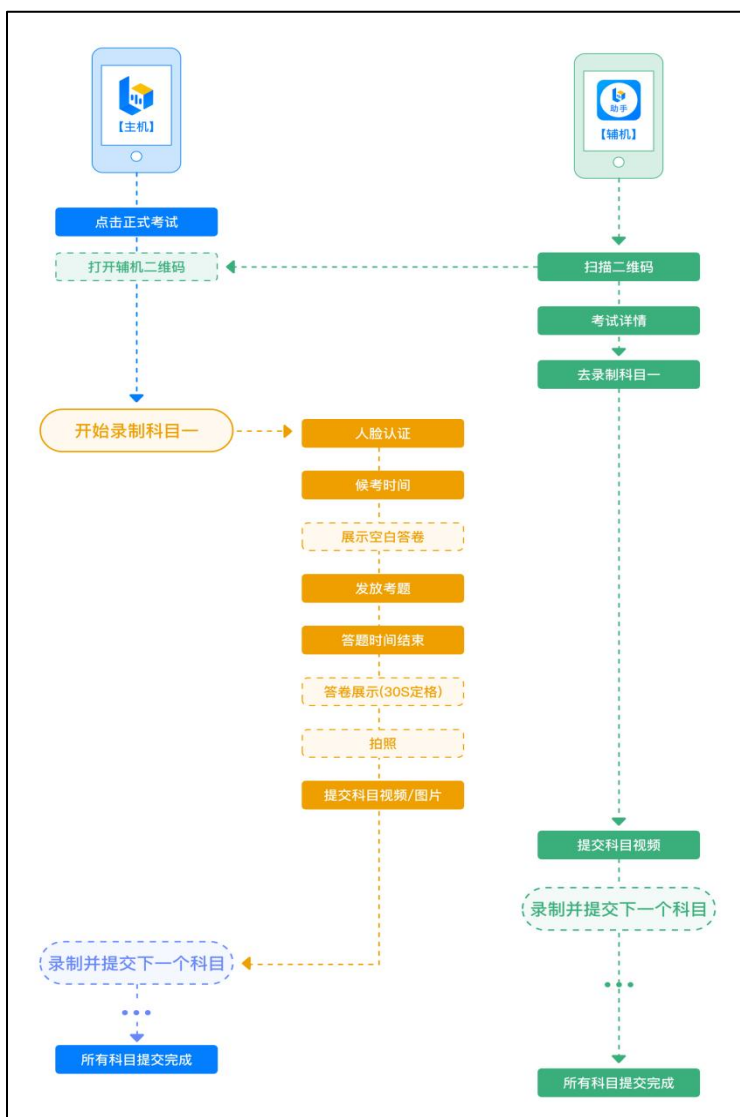 【主机】
助手
【辅机】
点击正式考试
打开辅机二维码
扫描二维码
考试详情
去录制科目一
开始录制科目一
人脸认证
候考时间
展示空白答卷
发放考题
答题时间结束
答卷展示(30S定格)
拍照
提交科目视频/图片
提交科目视频
录制并提交下一个科目
录制并提交下一个科目
所有科目提交完成
所有科目提交完成